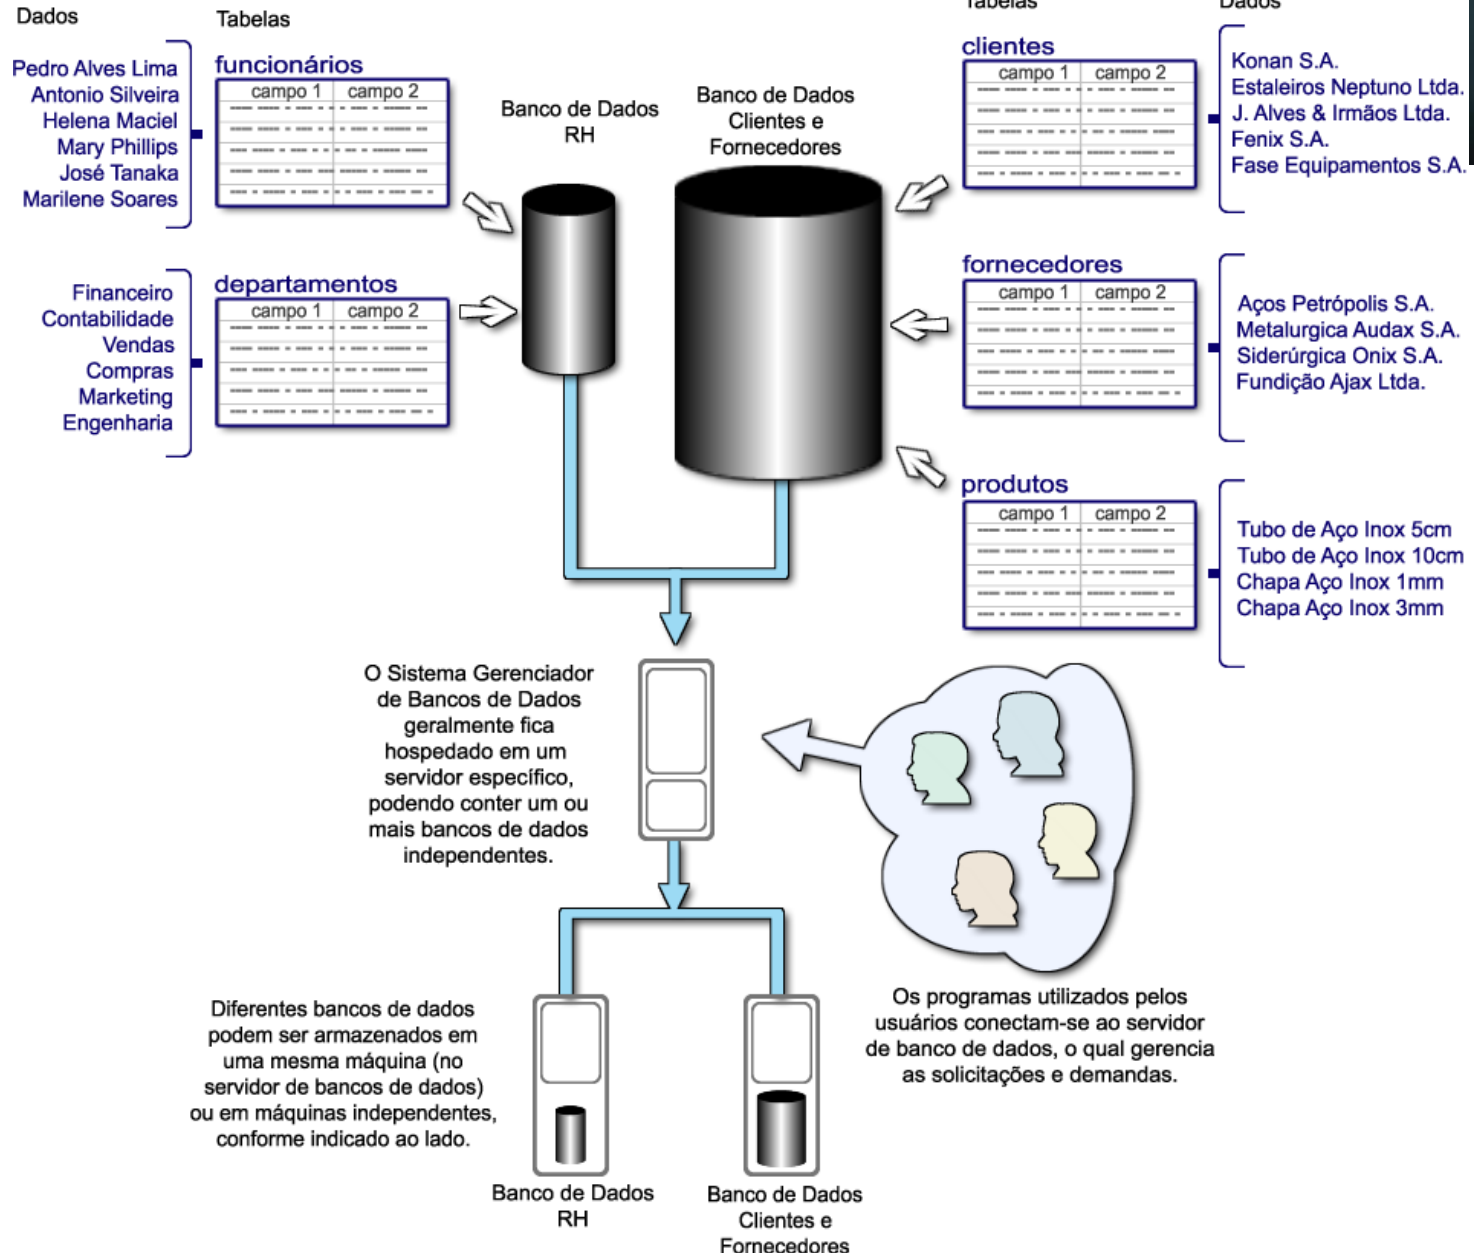 Dados
Tabelas
Pedro Alves Lima
Antonio Silveira
Helena Maciel
Mary Phillips
José Tanaka
Marilene Soares
funcionários
campo 1 campo 2
Financeiro
Contabilidade
Vendas
Compras
Marketing
Engenharia
departamentos
campo 1 campo 2
Banco de Dados
RH
Banco de Dados
Clientes e
Fornecedores
Tabelas
Dados
clientes
campo 1 campo 2
Konan S.A.
Estaleiros Neptuno Ltda.
J. Alves & Irmãos Ltda.
Fenix S.A.
Fase Equipamentos S.A.
fornecedores
campo 1 campo 2
Aços Petrópolis S.A.
Metalurgica Audax S.A.
Siderúrgica Onix S.A.
Fundição Ajax Ltda.
produtos
campo 1 campo 2
Tubo de Aço Inox 5cm
Tubo de Aço Inox 10cm
Chapa Aço Inox 1mm
Chapa Aço Inox 3mm
O Sistema Gerenciador
de Bancos de Dados
geralmente fica
hospedado em um
servidor específico,
podendo conter um ou
mais bancos de dados
independentes.
Os programas utilizados pelos
usuários conectam-se ao servidor
de banco de dados, o qual gerencia
as solicitações e demandas.
Diferentes bancos de dados
podem ser armazenados em
uma mesma máquina (no
servidor de bancos de dados)
ou em máquinas independentes,
conforme indicado ao lado.
Banco de Dados
RH
Banco de Dados
Clientes e
Fornecedores